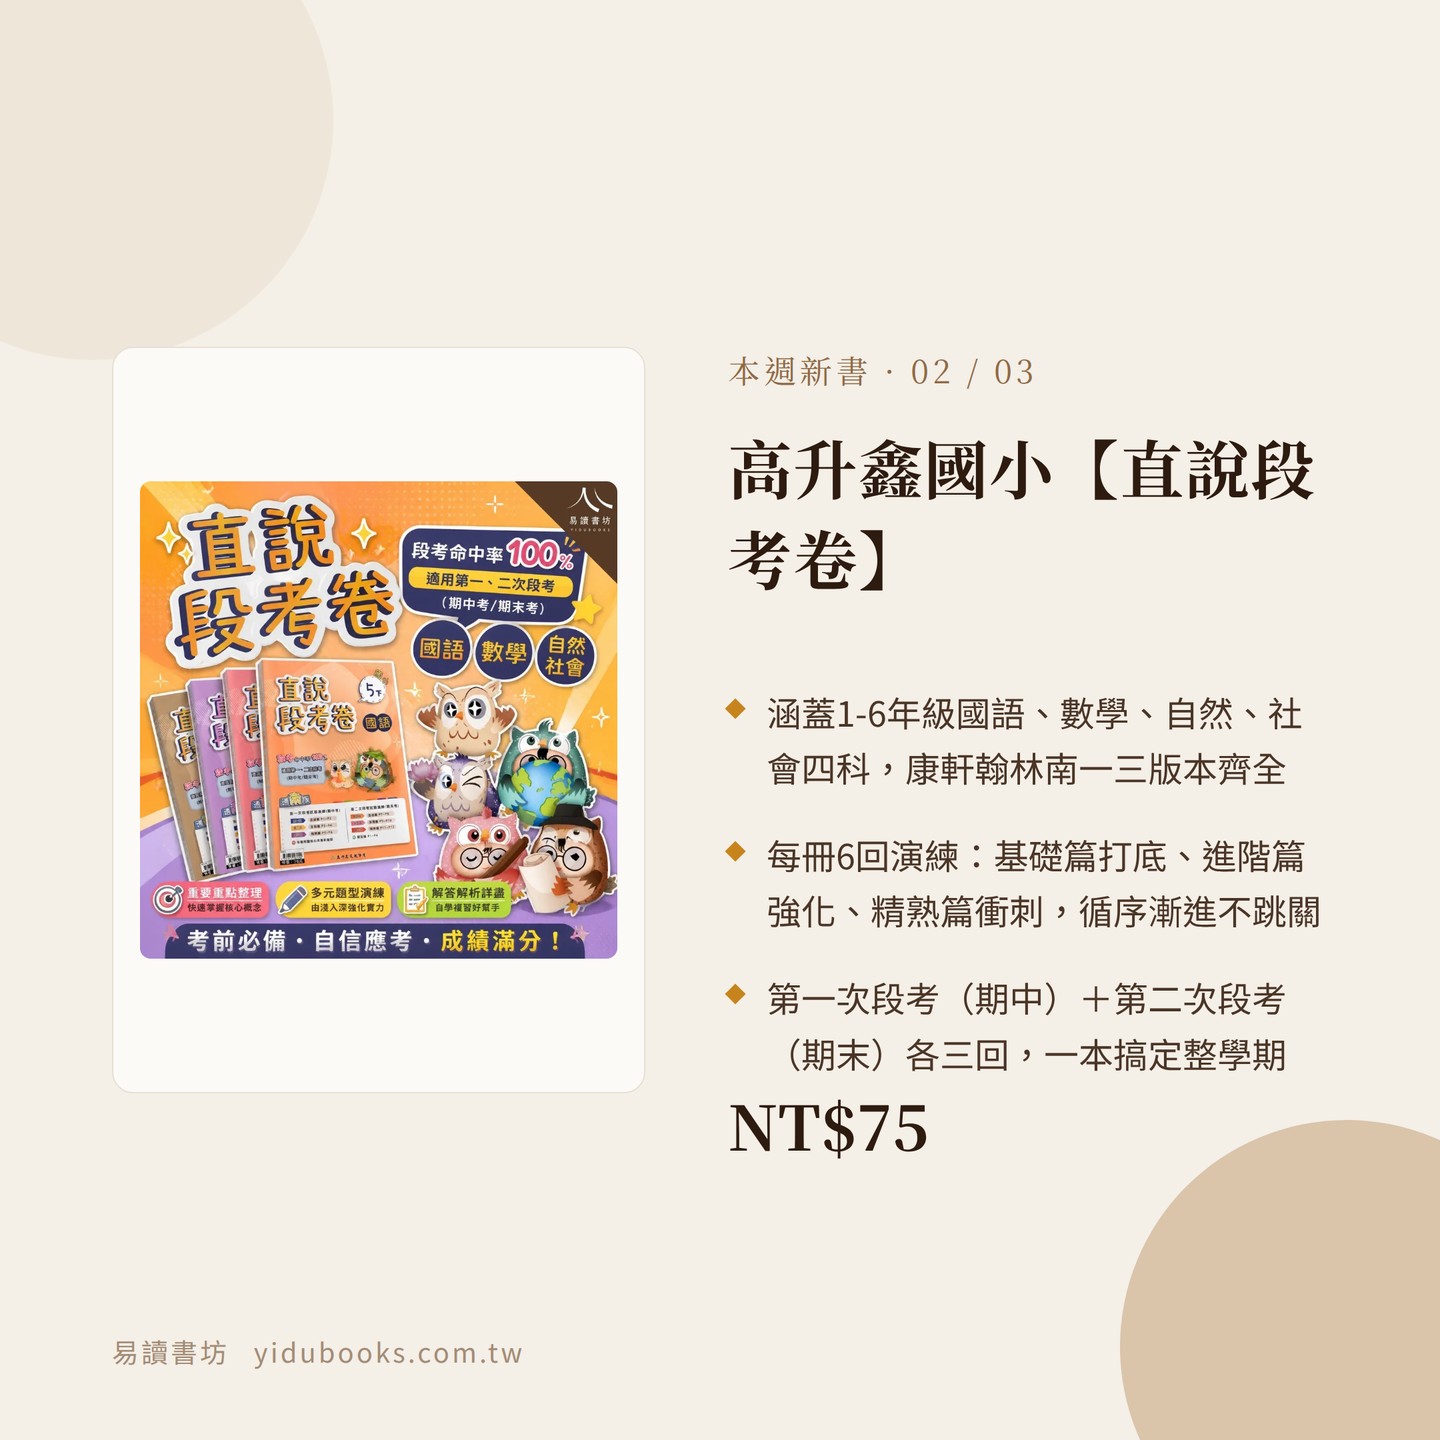 本週新書 · 02 / 03
高升鑫國小【直說段
考卷】
涵蓋1-6年級國語、數學、自然、社
會四科，康軒翰林南一三版本齊全
每冊6回演練：基礎篇打底、進階篇
強化、精熟篇衝刺，循序漸進不跳關
第一次段考（期中）＋第二次段考
（期末）各三回，一本搞定整學期
NT$75
直說
段考卷
易讀書坊
YIDUBOOKS
段考命中率100%
適用第一、二次段考
（期中考/期末考）
國語
數學
自然
社會
直說
段考卷
5下
國語
重要重點整理
快速掌握核心概念
多元題型演練
由淺入深強化實力
解答解析詳盡
自學複習好幫手
考前必備・自信應考・成績滿分！
易讀書坊 yidubooks.com.tw